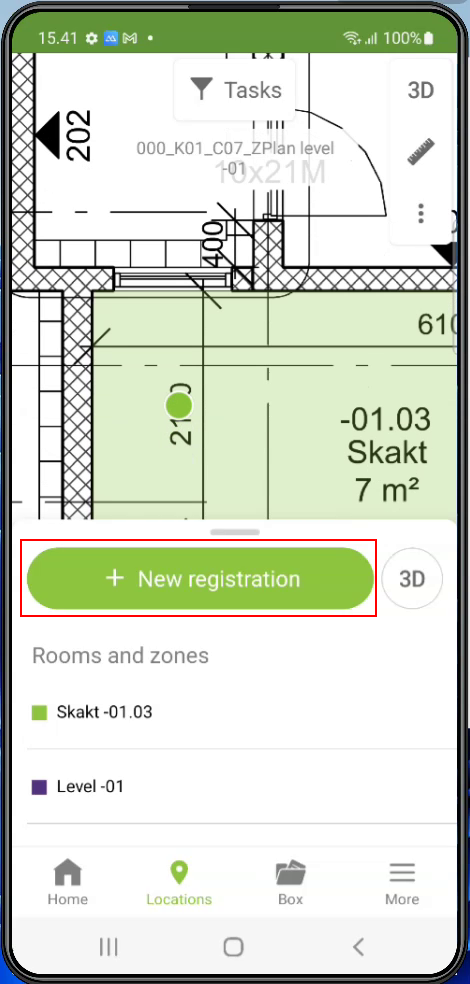 15.41
100%
Tasks
3D
202
000_K01_C07_ZPlan level
-01
10x21M
400
610
-01.03
Skakt
7 m²
+ New registration
3D
Rooms and zones
Skakt -01.03
Level -01
Home
Locations
Box
More